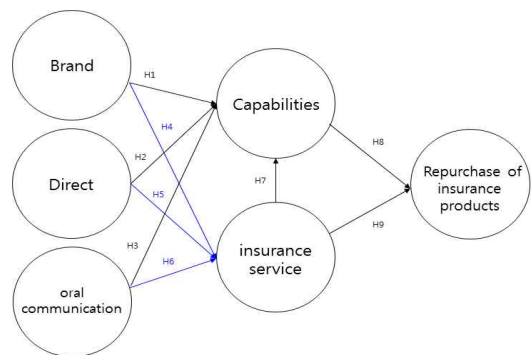 Brand
H1
Capabilities
H4
H8
H2
Direct
H5
H7
Repurchase of
insurance
products
H3
H9
insurance
service
H6
oral
communication